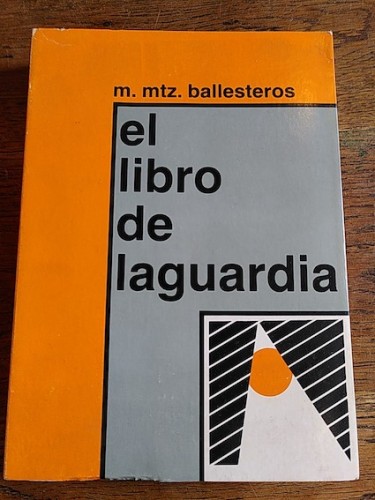 m. mtz. ballesteros
el
libro
de
laguardia